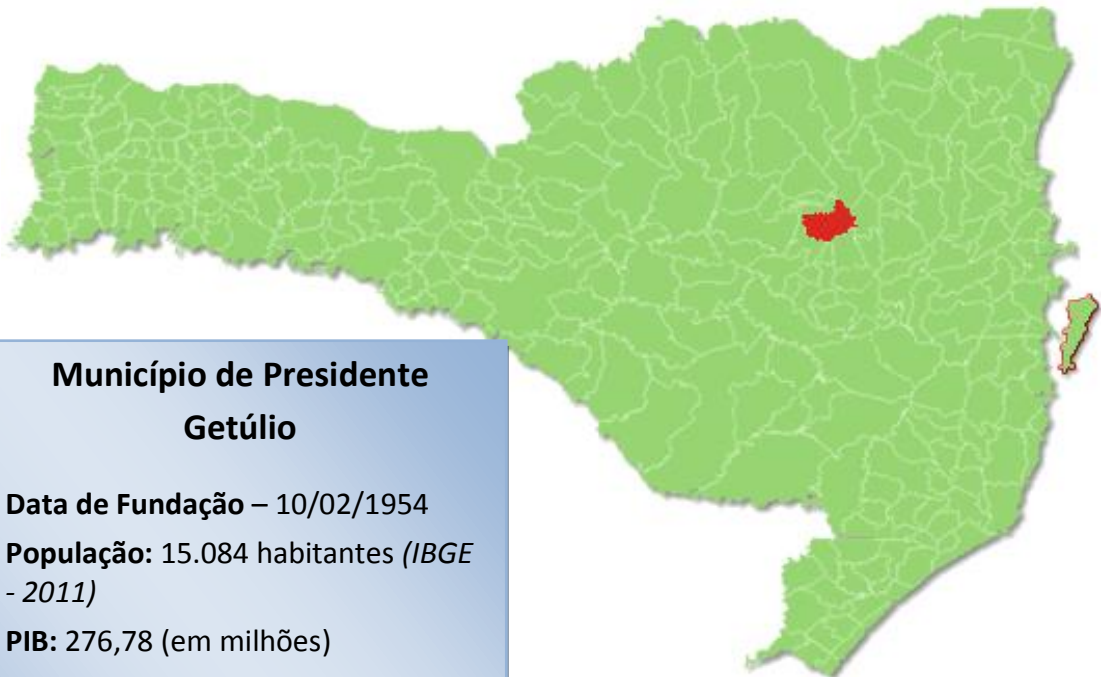 Município de Presidente
Getúlio
Data de Fundação – 10/02/1954
População: 15.084 habitantes (IBGE
- 2011)
PIB: 276,78 (em milhões)